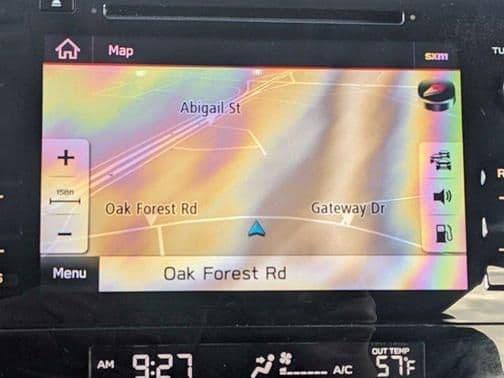 Map
SXM
TU
Abigail St
+
150ft
−
Oak Forest Rd
Gateway Dr
R
Menu
Oak Forest Rd
AM 9:27
A/C
OUT TEMP
57°F